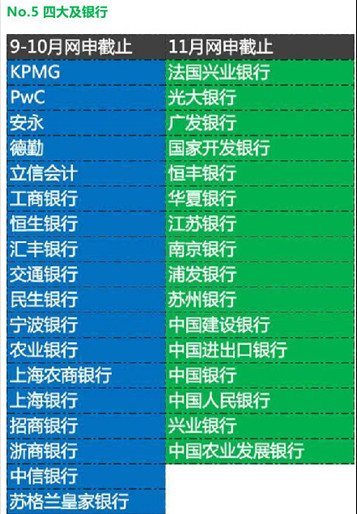 No.5 四大及银行
9-10月网申截止 11月网申截止
KPMG 法国兴业银行
PwC 光大银行
安永 广发银行
德勤 国家开发银行
立信会计 恒丰银行
工商银行 华夏银行
恒生银行 江苏银行
汇丰银行 南京银行
交通银行 浦发银行
民生银行 苏州银行
宁波银行 中国建设银行
农业银行 中国进出口银行
上海农商银行 中国银行
上海银行 中国人民银行
招商银行 兴业银行
浙商银行 中国农业发展银行
中信银行
苏格兰皇家银行